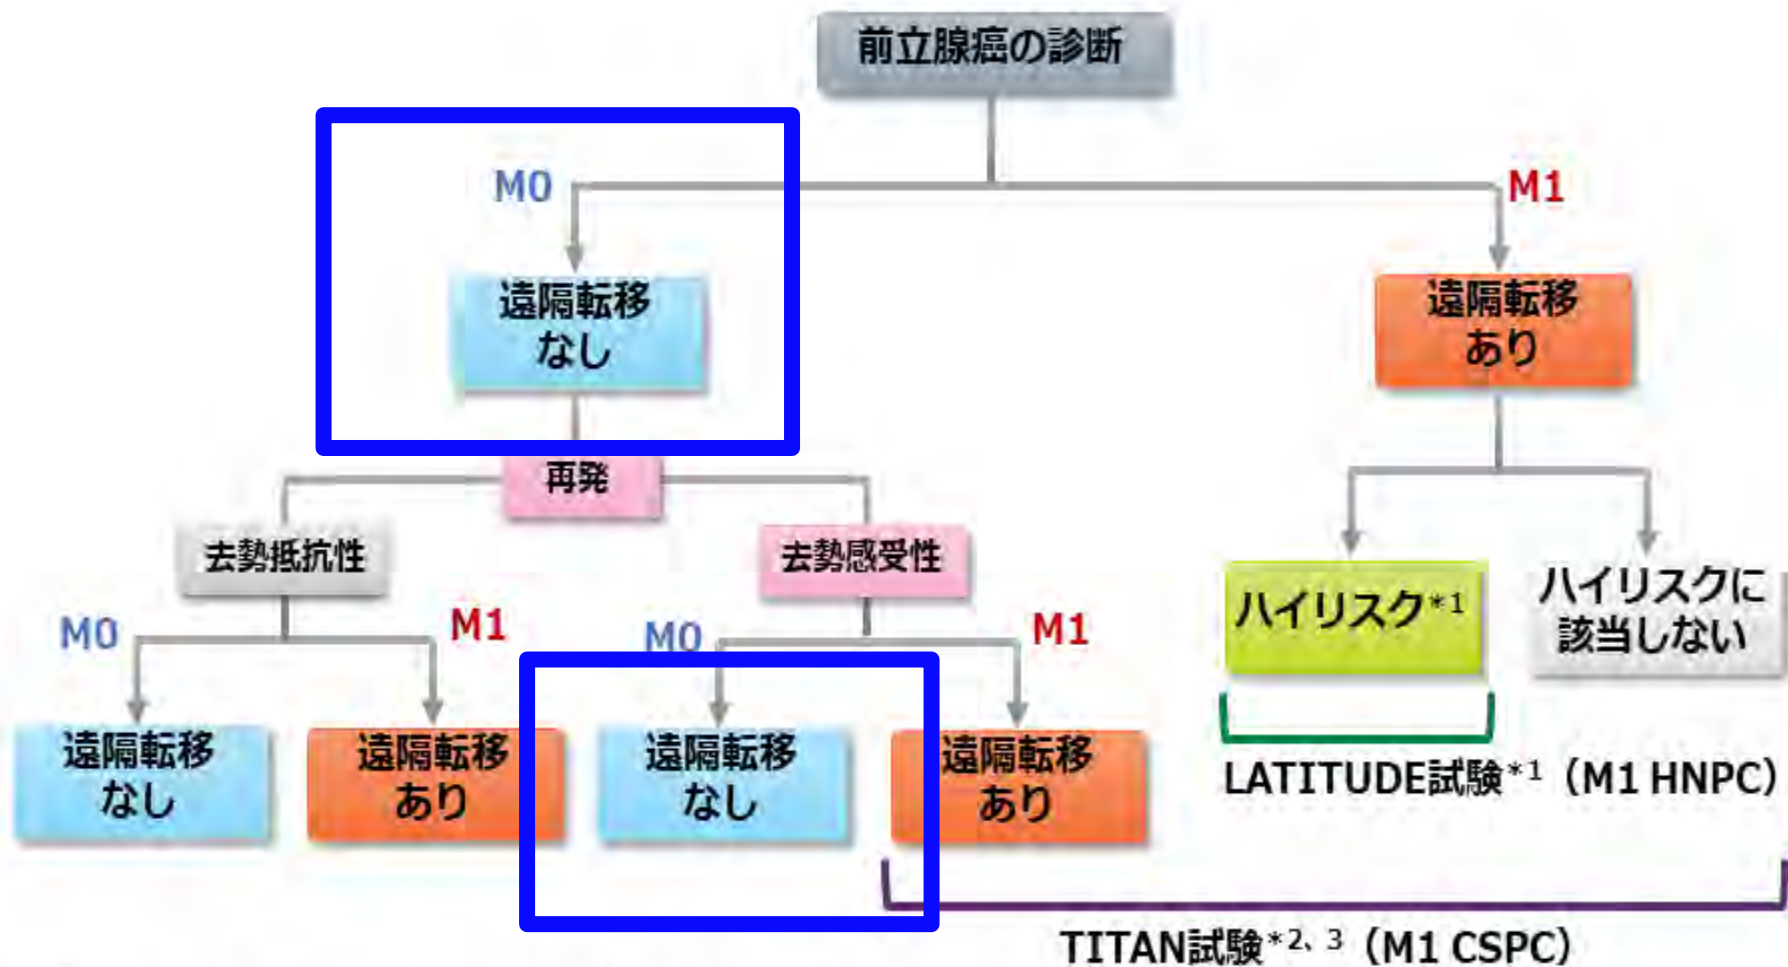 前立腺癌の診断
M0
M1
遠隔転移
なし
遠隔転移
あり
再発
去勢抵抗性
去勢感受性
ハイリスク*1
ハイリスクに
該当しない
M0
M1
M0
M1
遠隔転移
なし
遠隔転移
あり
遠隔転移
なし
遠隔転移
あり
LATITUDE試験*1（M1 HNPC）
TITAN試験*2、3（M1 CSPC）